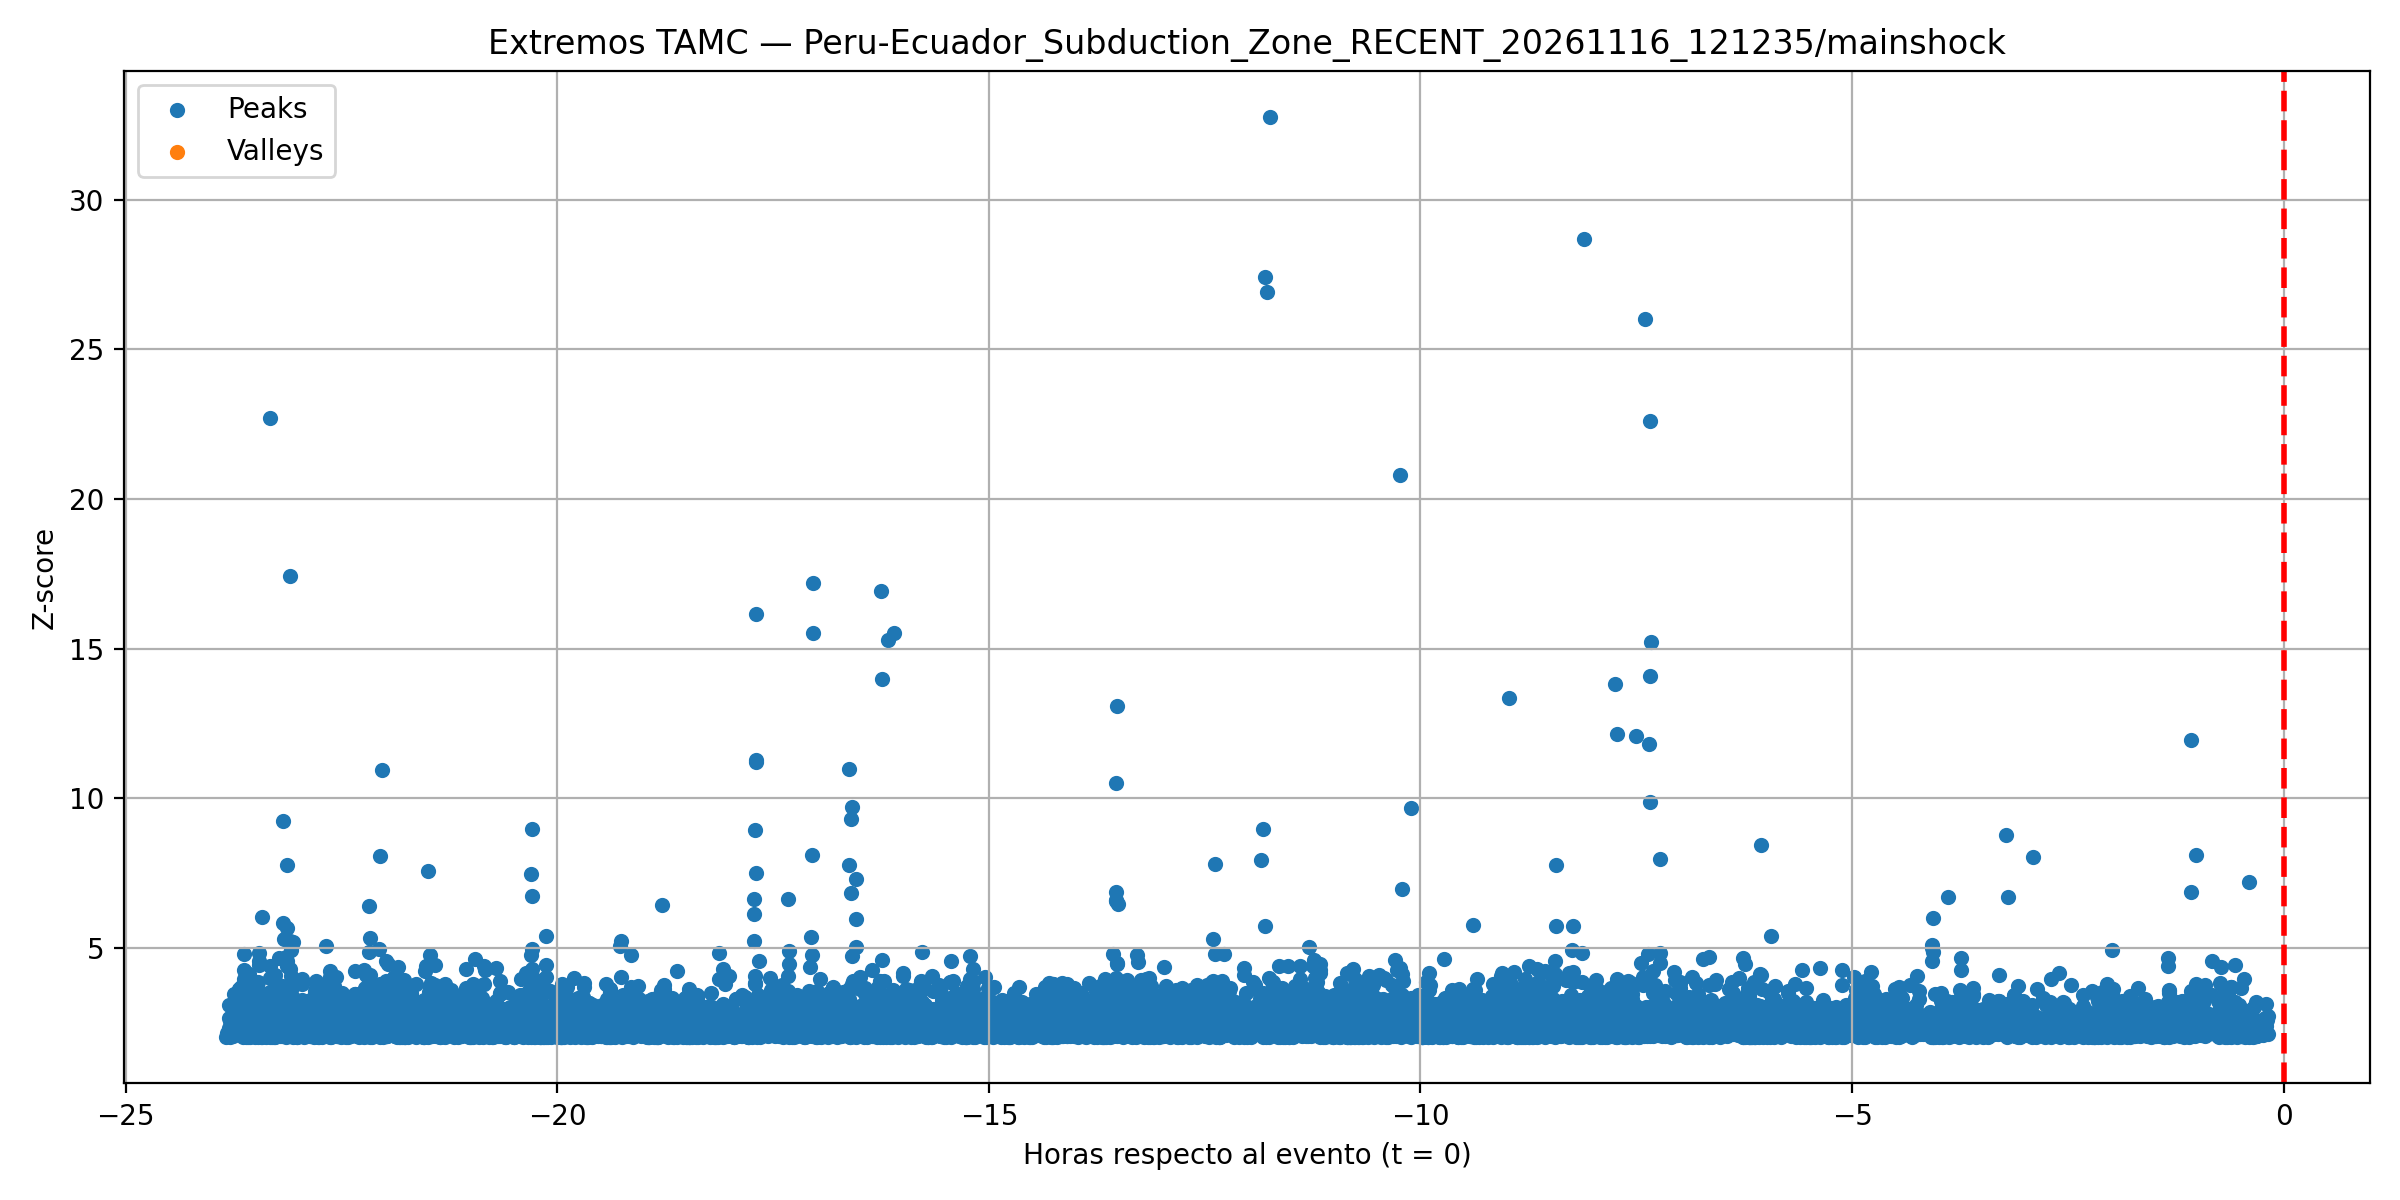 Extremos TAMC — Peru-Ecuador_Subduction_Zone_RECENT_20261116_121235/mainshock
Peaks
Valleys
30
25
20
15
10
5
Z-score
−25
−20
−15
−10
−5
0
Horas respecto al evento (t = 0)